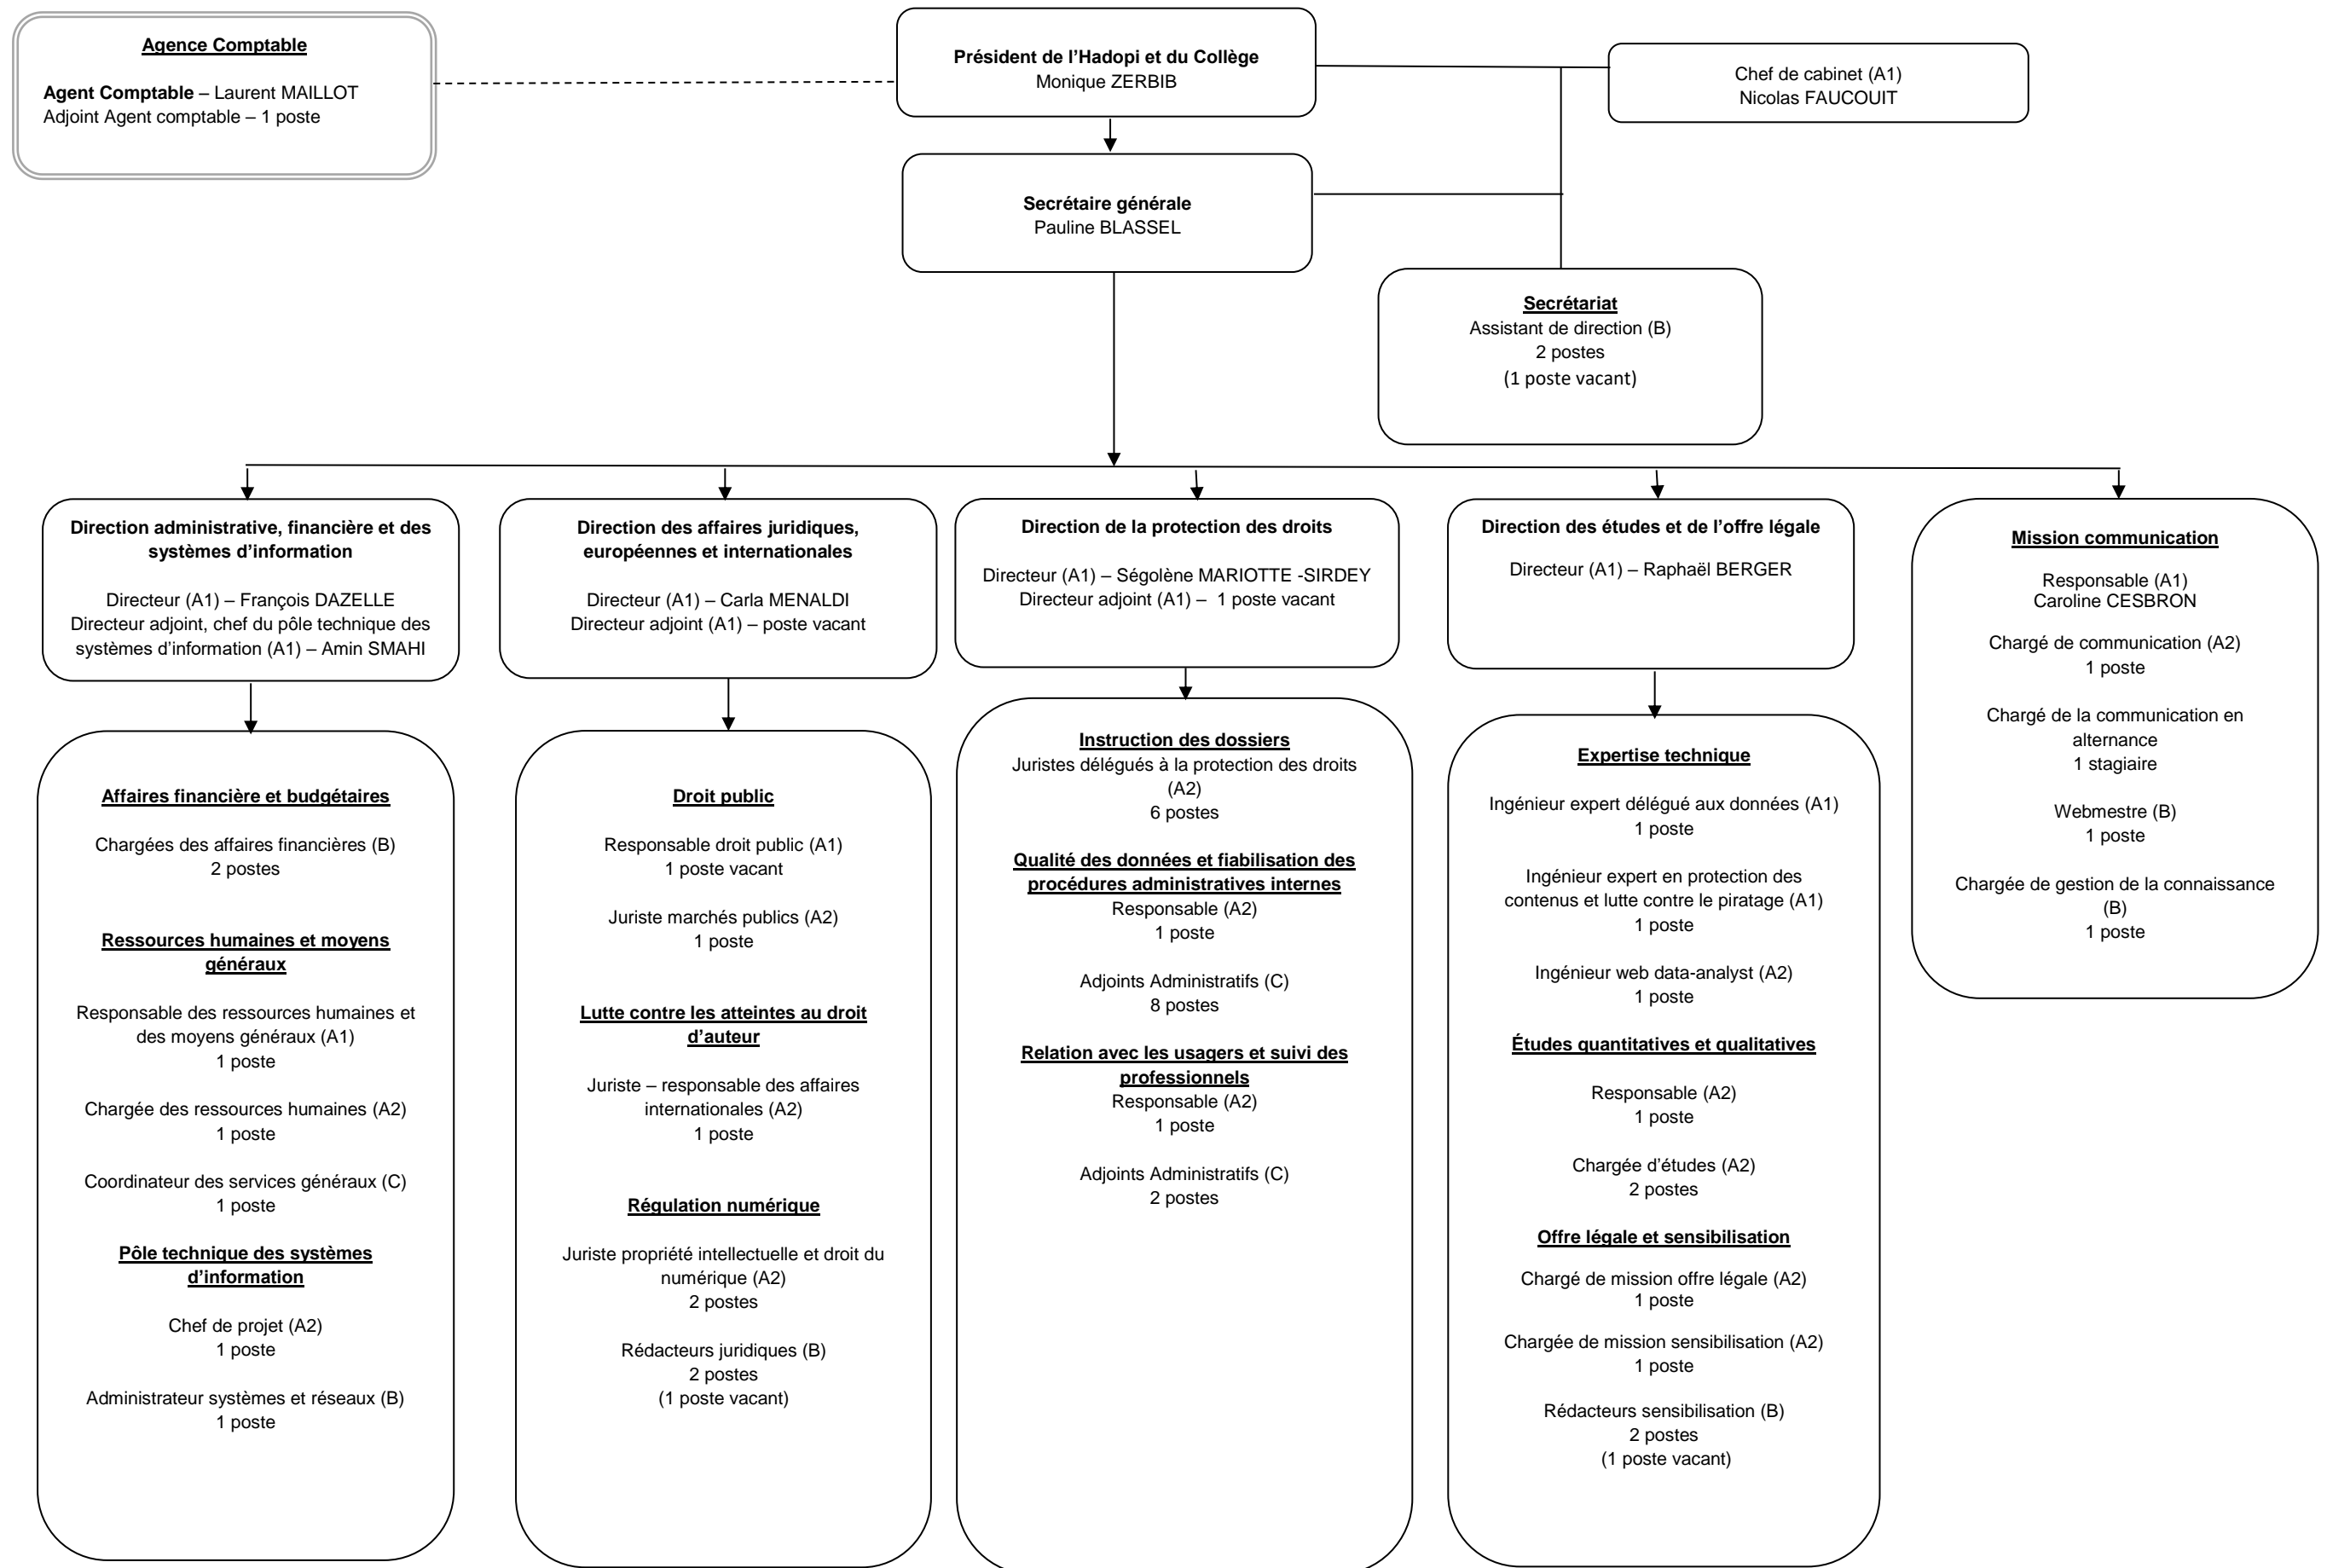 Agence Comptable
Agent Comptable – Laurent MAILLOT
Adjoint Agent comptable – 1 poste
Président de l’Hadopi et du Collège
Monique ZERBIB
Chef de cabinet (A1)
Nicolas FAUCOUIT
Secrétaire générale
Pauline BLASSEL
Secrétariat
Assistant de direction (B)
2 postes
(1 poste vacant)
Direction administrative, financière et des
systèmes d’information
Directeur (A1) – François DAZELLE
Directeur adjoint, chef du pôle technique des
systèmes d’information (A1) – Amin SMAHI
Direction des affaires juridiques,
européennes et internationales
Directeur (A1) – Carla MENALDI
Directeur adjoint (A1) – poste vacant
Direction de la protection des droits
Directeur (A1) – Ségolène MARIOTTE -SIRDEY
Directeur adjoint (A1) – 1 poste vacant
Direction des études et de l’offre légale
Directeur (A1) – Raphaël BERGER
Mission communication
Responsable (A1)
Caroline CESBRON
Chargé de communication (A2)
1 poste
Chargé de la communication en
alternance
1 stagiaire
Webmestre (B)
1 poste
Chargée de gestion de la connaissance
(B)
1 poste
Affaires financière et budgétaires
Chargées des affaires financières (B)
2 postes
Ressources humaines et moyens
généraux
Responsable des ressources humaines et
des moyens généraux (A1)
1 poste
Chargée des ressources humaines (A2)
1 poste
Coordinateur des services généraux (C)
1 poste
Pôle technique des systèmes
d’information
Chef de projet (A2)
1 poste
Administrateur systèmes et réseaux (B)
1 poste
Droit public
Responsable droit public (A1)
1 poste vacant
Juriste marchés publics (A2)
1 poste
Lutte contre les atteintes au droit
d’auteur
Juriste – responsable des affaires
internationales (A2)
1 poste
Régulation numérique
Juriste propriété intellectuelle et droit du
numérique (A2)
2 postes
Rédacteurs juridiques (B)
2 postes
(1 poste vacant)
Instruction des dossiers
Juristes délégués à la protection des droits
(A2)
6 postes
Qualité des données et fiabilisation des
procédures administratives internes
Responsable (A2)
1 poste
Adjoints Administratifs (C)
8 postes
Relation avec les usagers et suivi des
professionnels
Responsable (A2)
1 poste
Adjoints Administratifs (C)
2 postes
Expertise technique
Ingénieur expert délégué aux données (A1)
1 poste
Ingénieur expert en protection des
contenus et lutte contre le piratage (A1)
1 poste
Ingénieur web data-analyst (A2)
1 poste
Études quantitatives et qualitatives
Responsable (A2)
1 poste
Chargée d’études (A2)
2 postes
Offre légale et sensibilisation
Chargé de mission offre légale (A2)
1 poste
Chargée de mission sensibilisation (A2)
1 poste
Rédacteurs sensibilisation (B)
2 postes
(1 poste vacant)